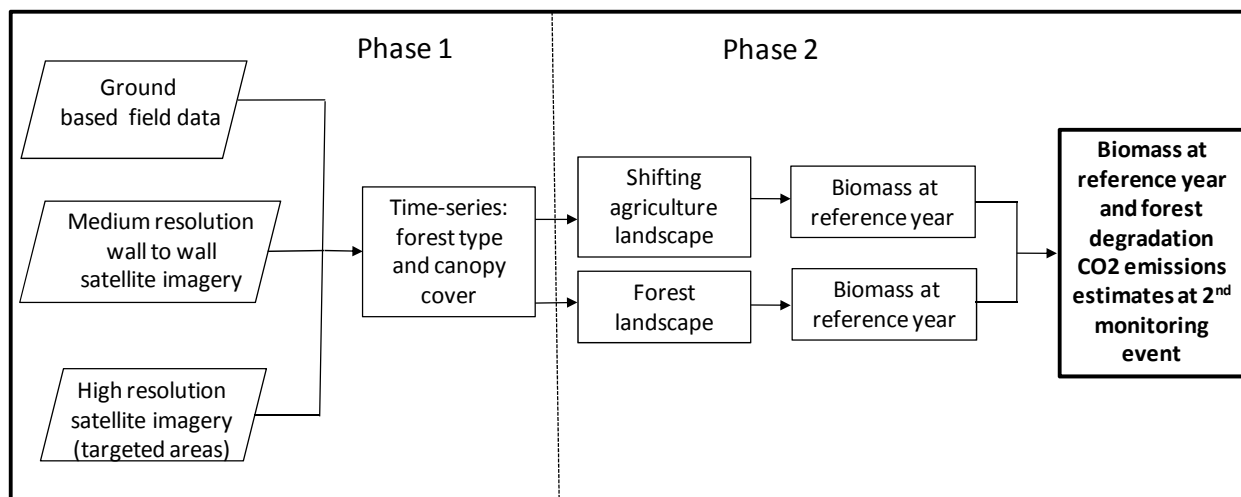 Phase 1
Phase 2
Ground
based field data
Medium resolution
wall to wall
satellite imagery
High resolution
satellite imagery
(targeted areas)
Time-series:
forest type
and canopy
cover
Shifting
agriculture
landscape
Biomass at
reference year
Forest
landscape
Biomass at
reference year
Biomass at
reference year
and forest
degradation
CO2 emissions
estimates at 2nd
monitoring
event